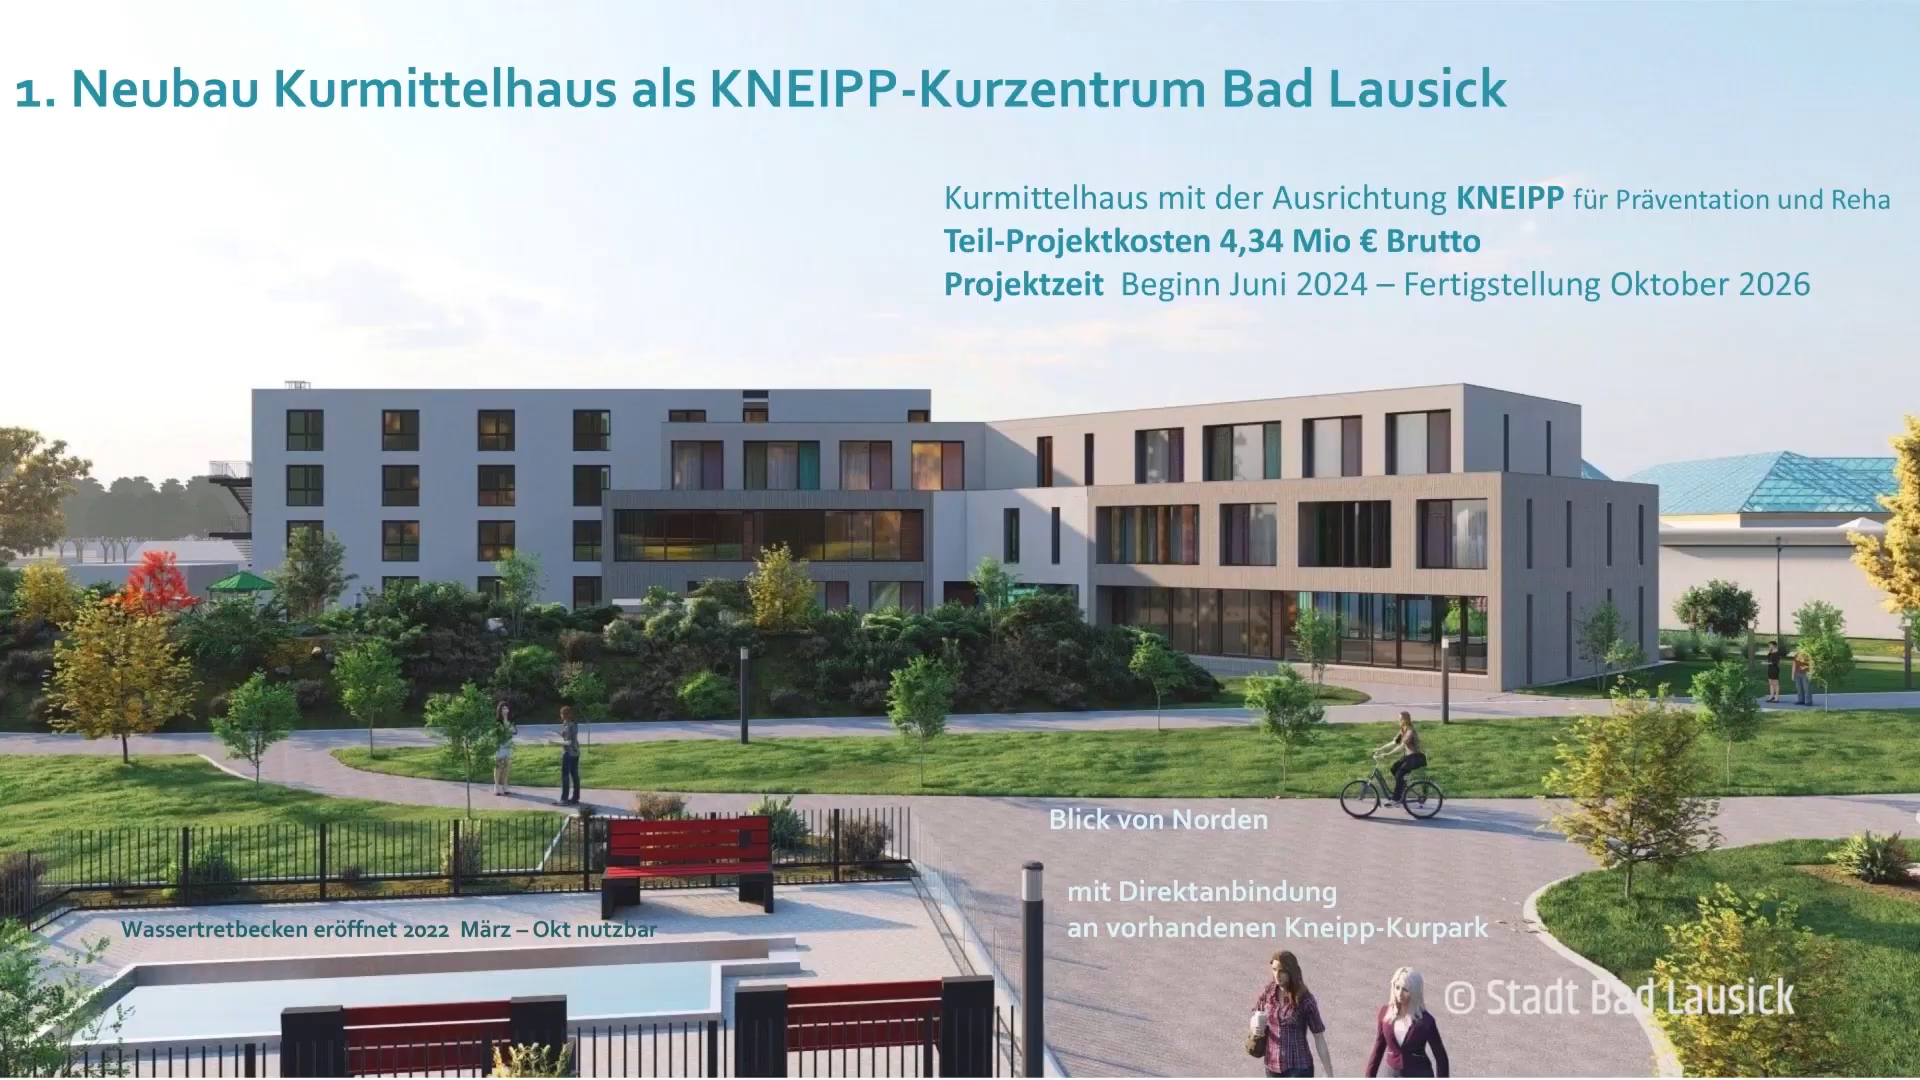 1. Neubau Kurmittelhaus als KNEIPP-Kurzentrum Bad Lausick
Kurmittelhaus mit der Ausrichtung KNEIPP für Präventation und Reha
Teil-Projektkosten 4,34 Mio € Brutto
Projektzeit Beginn Juni 2024 – Fertigstellung Oktober 2026
Blick von Norden
mit Direktanbindung
an vorhandenen Kneipp-Kurpark
Wassertretbecken eröffnet 2022 März – Okt nutzbar
© Stadt Bad Lausick